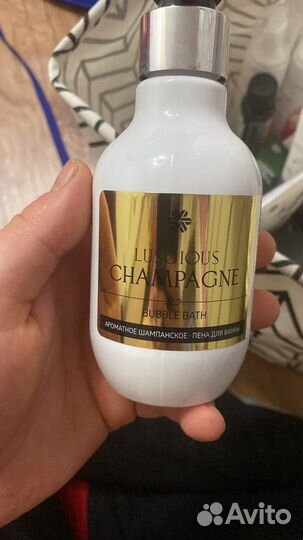 LUSCIOUS
CHAMPAGNE
BUBBLE BATH
АРОМАТНОЕ ШАМПАНСКОЕ · ПЕНА ДЛЯ ВАННЫ
Avito